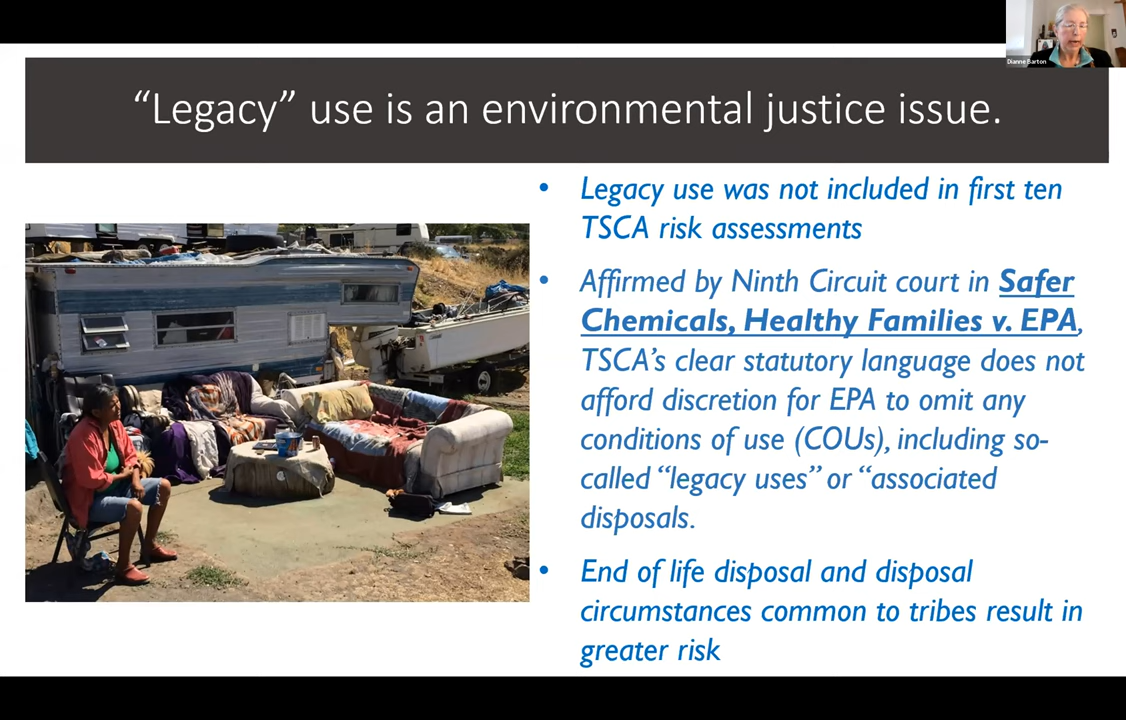 Dianne Barton
“Legacy” use is an environmental justice issue.
• Legacy use was not included in first ten
TSCA risk assessments
• Affirmed by Ninth Circuit court in Safer
Chemicals, Healthy Families v. EPA,
TSCA’s clear statutory language does not
afford discretion for EPA to omit any
conditions of use (COUs), including so-
called “legacy uses” or “associated
disposals.
• End of life disposal and disposal
circumstances common to tribes result in
greater risk